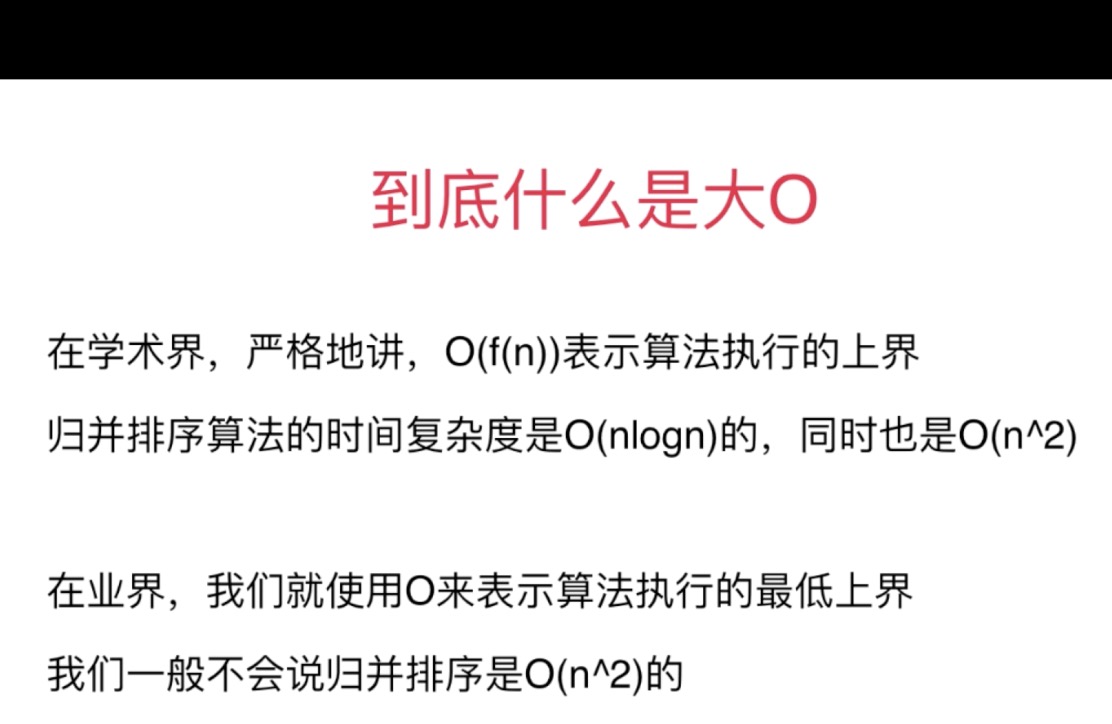 到底什么是大O
在学术界，严格地讲，O(f(n))表示算法执行的上界
归并排序算法的时间复杂度是O(nlogn)的，同时也是O(n^2)
在业界，我们就使用O来表示算法执行的最低上界
我们一般不会说归并排序是O(n^2)的